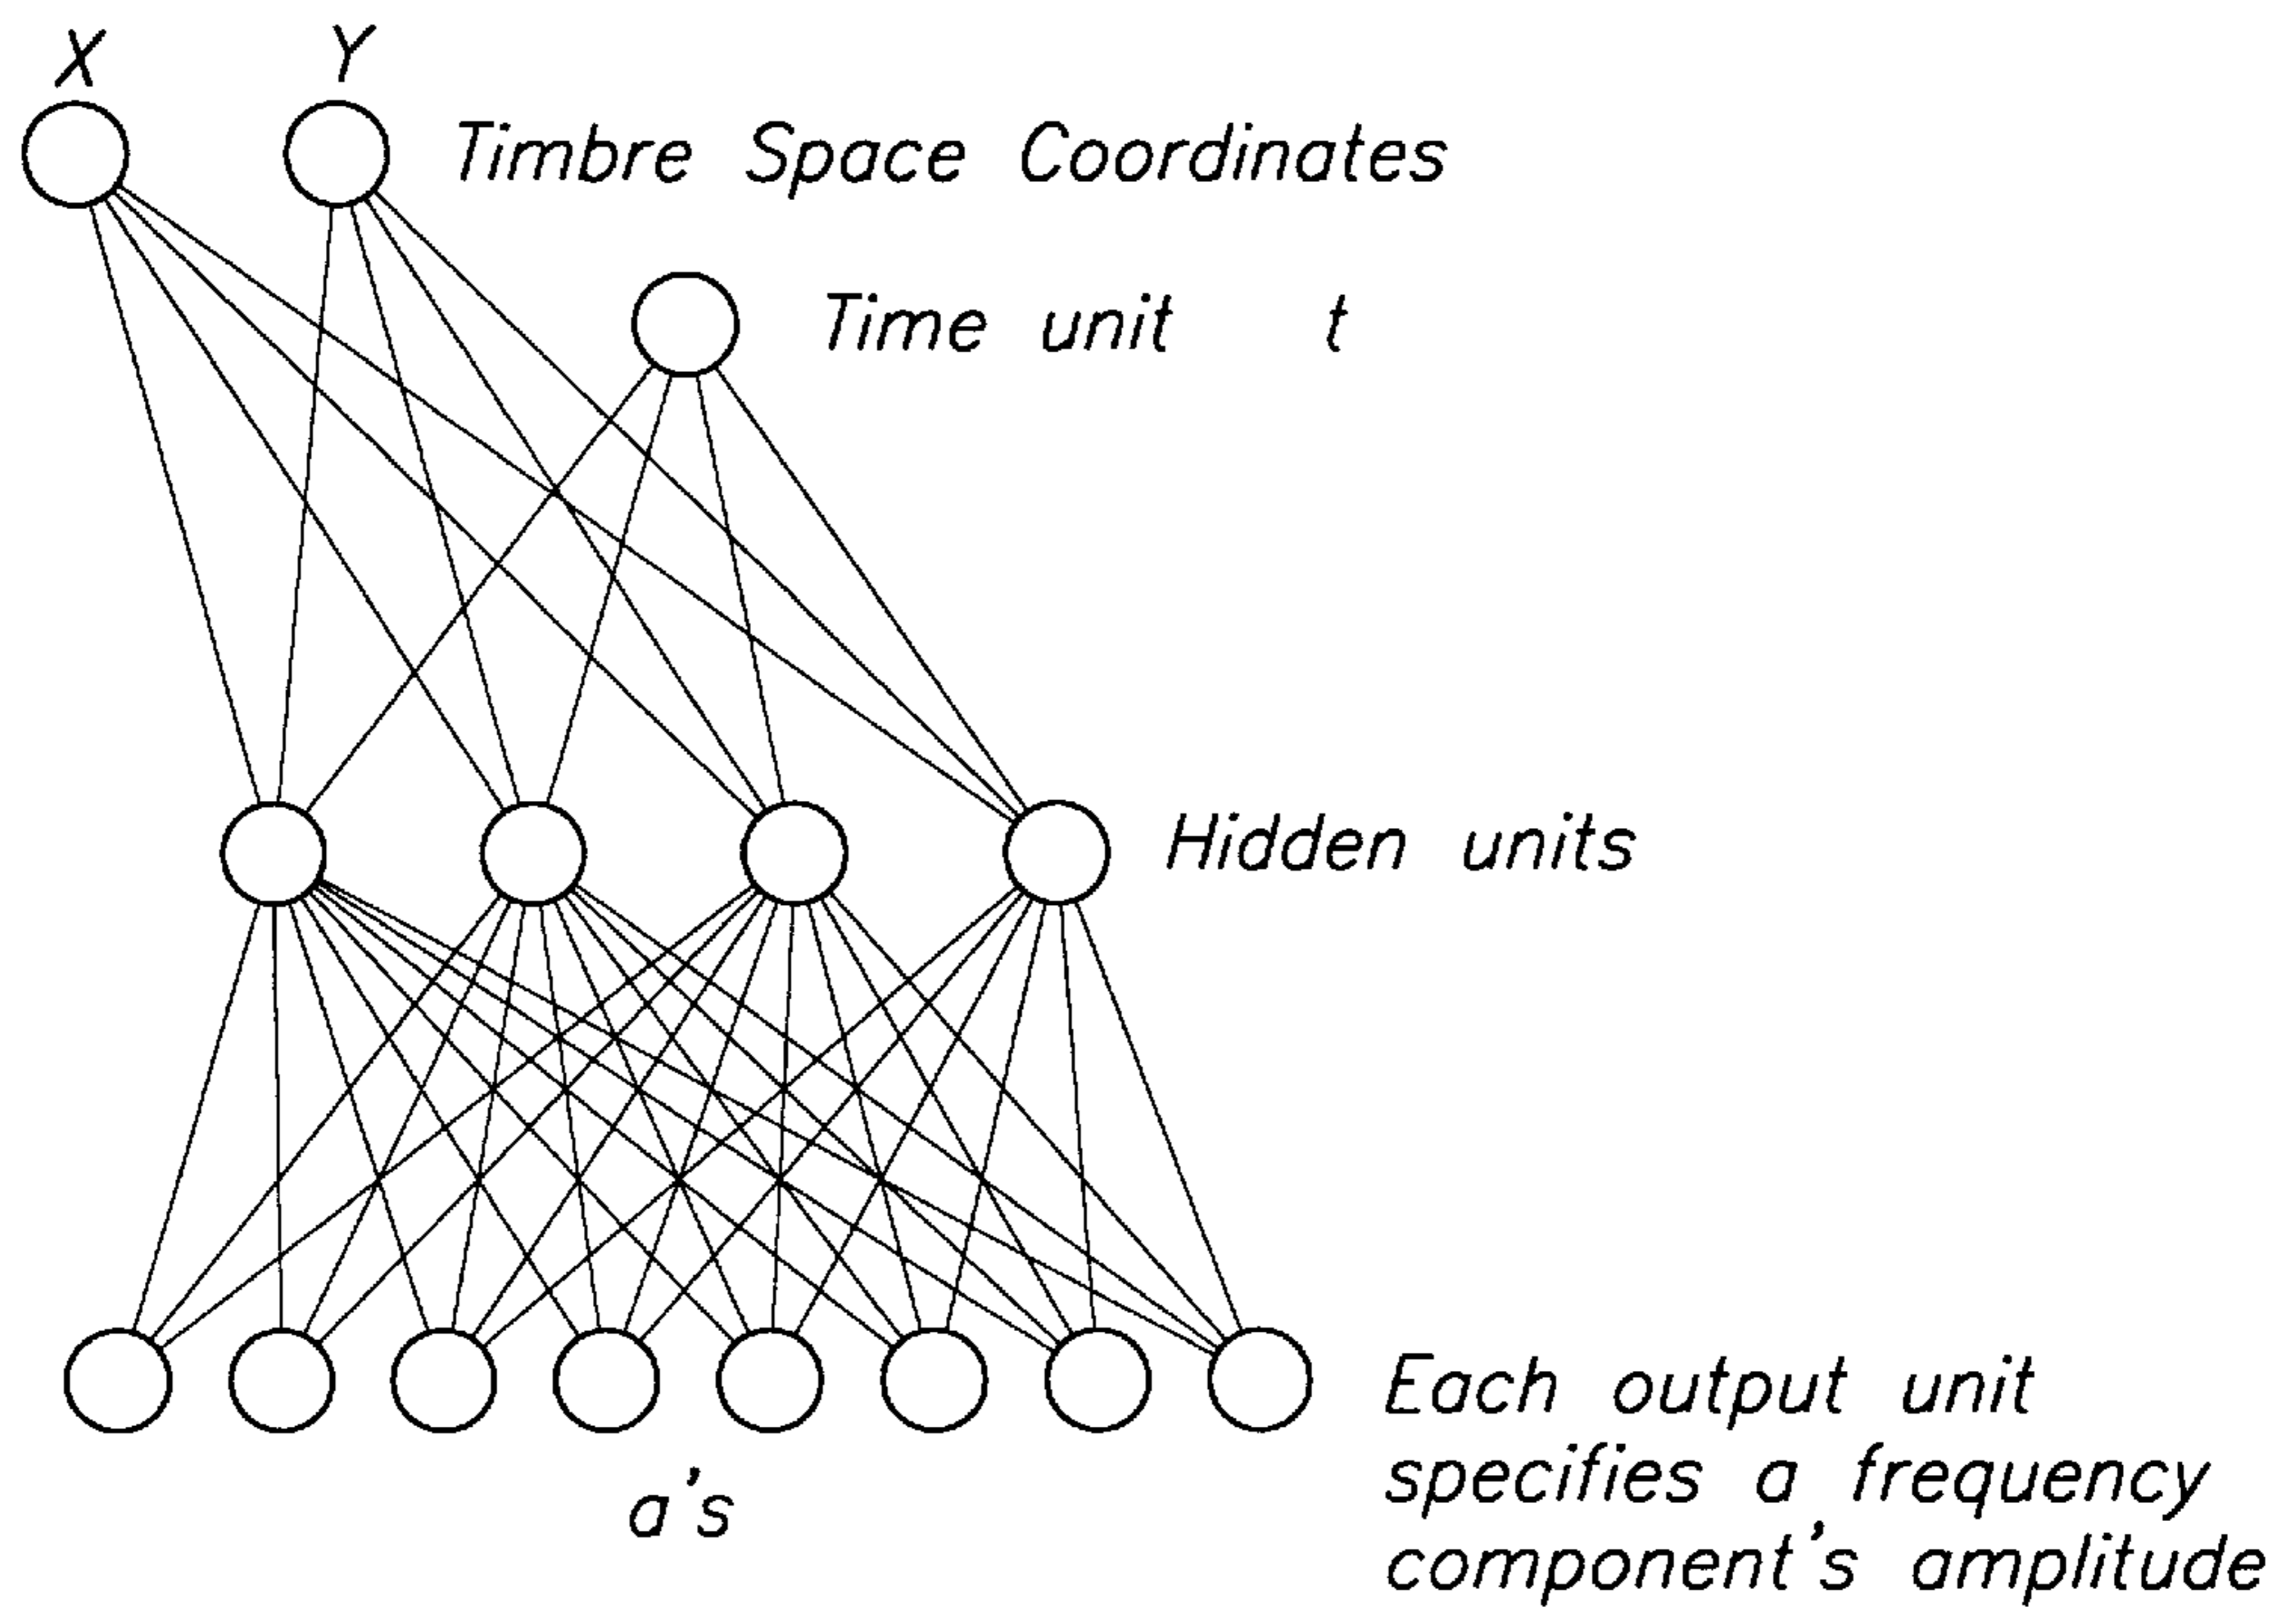 X Y
Timbre Space Coordinates
Time unit t
Hidden units
Each output unit
specifies a frequency
component's amplitude
a's